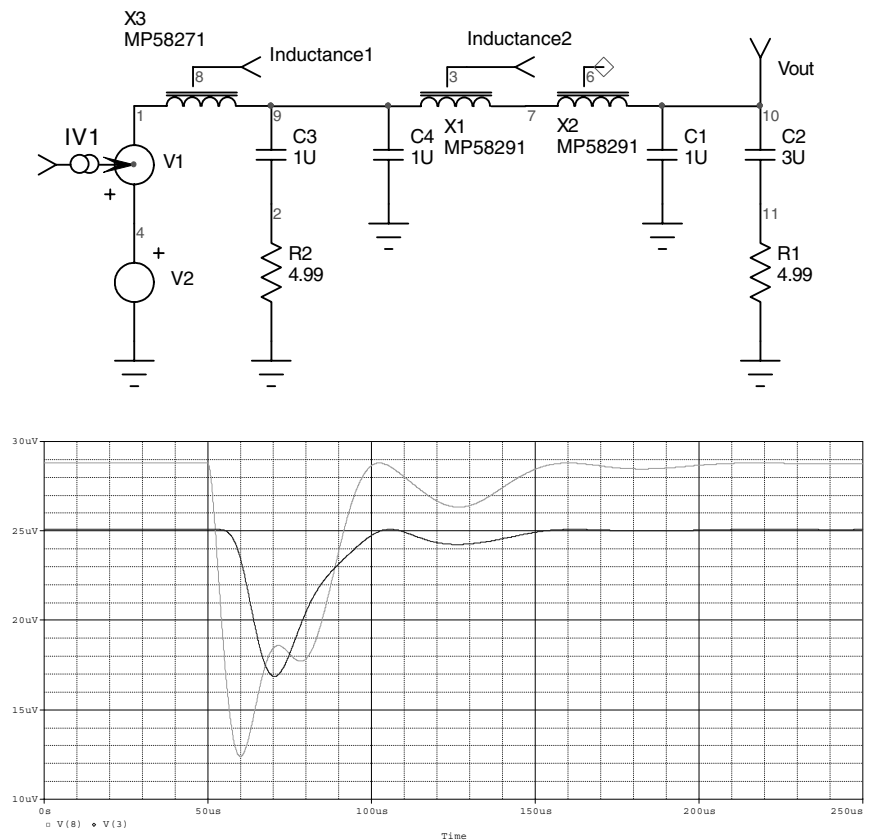 X3
MP58271
8
Inductance1
Inductance2
3
6
Vout
1
9
7
10
IV1
V1
+
C3
1U
C4
1U
X1
MP58291
X2
MP58291
C1
1U
C2
3U
2
11
4
+
V2
R2
4.99
R1
4.99
30uV
25uV
20uV
15uV
10uV
0s
50us
100us
150us
200us
250us
V(8) V(3)
Time